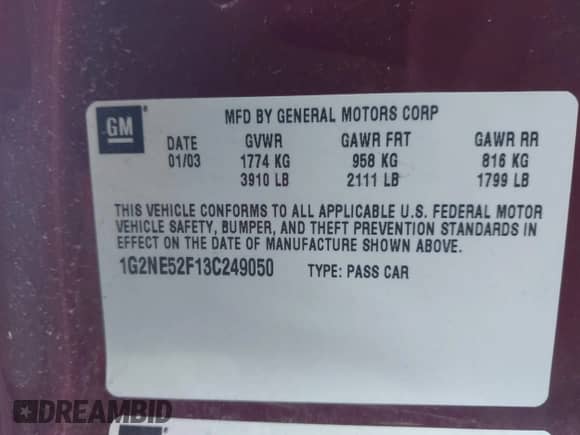 GM
MFD BY GENERAL MOTORS CORP
DATE GVWR GAWR FRT GAWR RR
01/03 1774 KG 958 KG 816 KG
3910 LB 2111 LB 1799 LB
THIS VEHICLE CONFORMS TO ALL APPLICABLE U.S. FEDERAL MOTOR
VEHICLE SAFETY, BUMPER, AND THEFT PREVENTION STANDARDS IN
EFFECT ON THE DATE OF MANUFACTURE SHOWN ABOVE.
1G2NE52F13C249050 TYPE: PASS CAR
DREAMBID